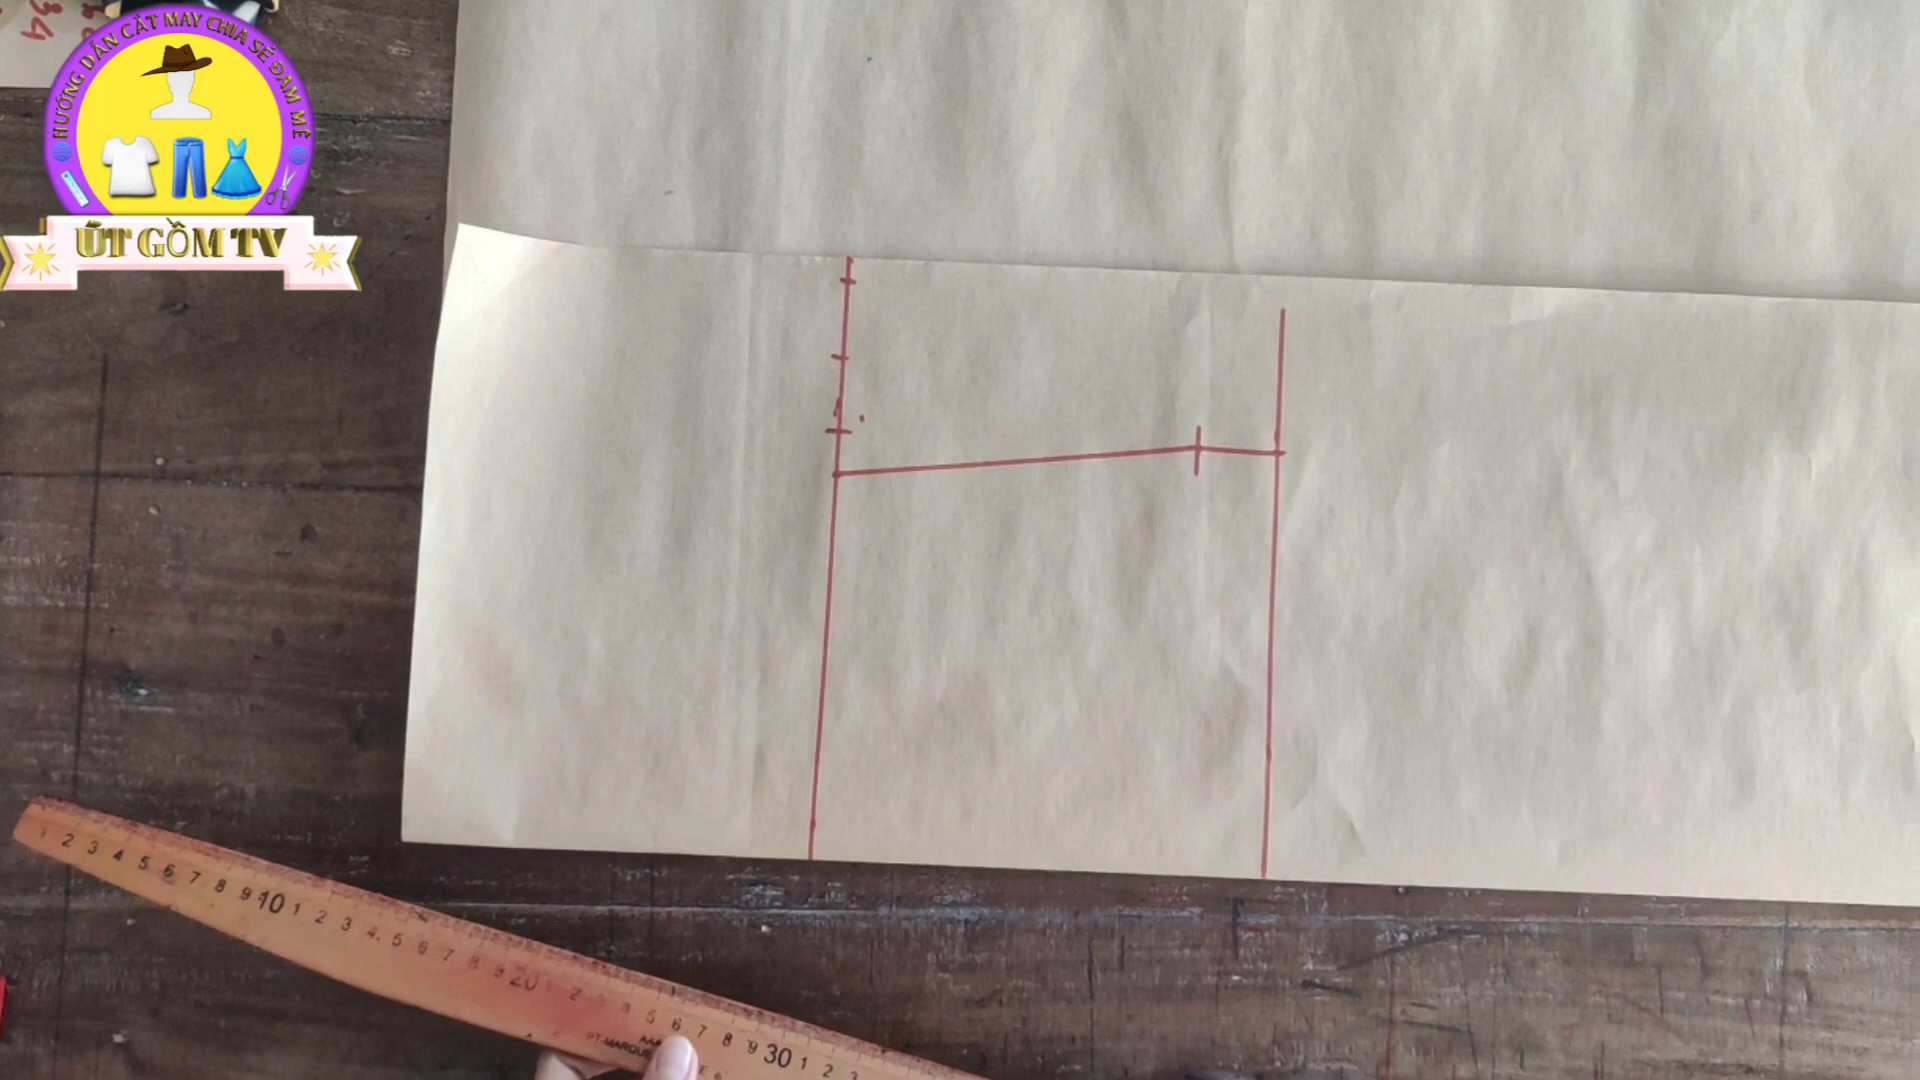 34
HƯỚNG DẪN CẮT MAY CHIA SẺ ĐAM MÊ
ÚT GỒM TV
1 2 3 4 5 6 7 8 9 10 1 2 3 4 5 6 7 8 9 20 1 2 3 4 5 6 7 8 9 30 1 2 3